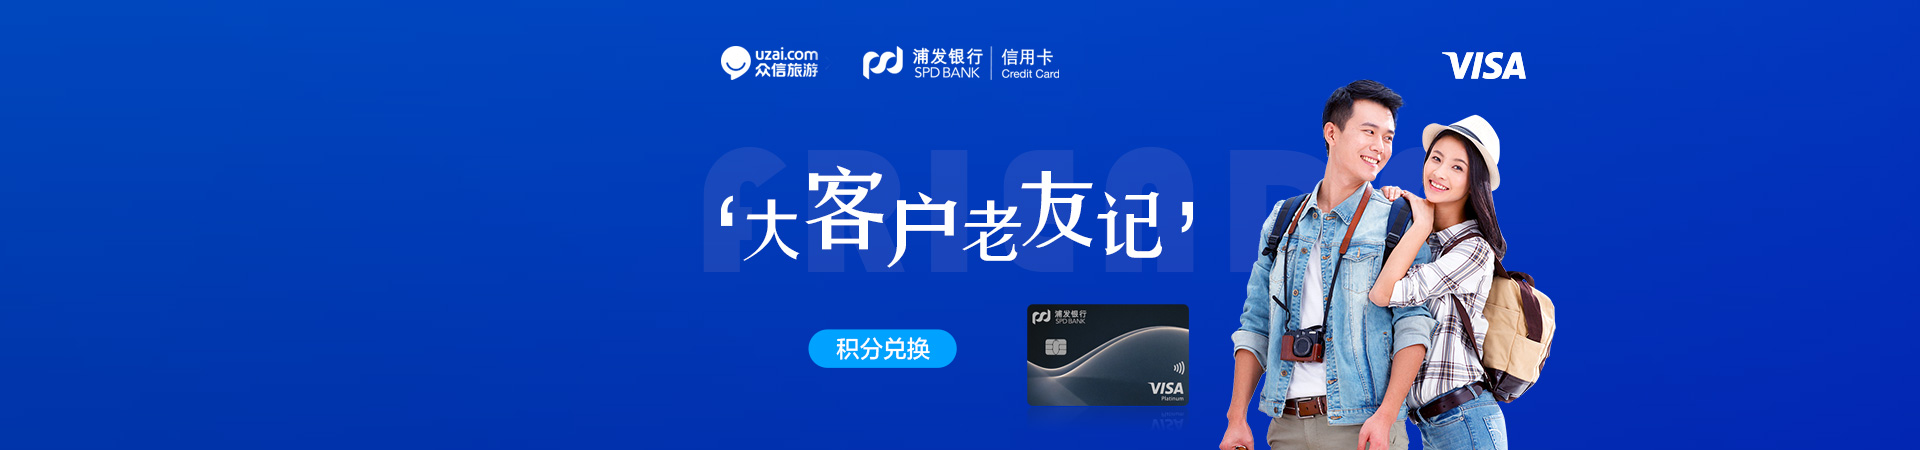 uzai.com
众信旅游
浦发银行
SPD BANK
信用卡
Credit Card
VISA
‘大客户老友记’
积分兑换
浦发银行
SPD BANK
VISA
Platinum